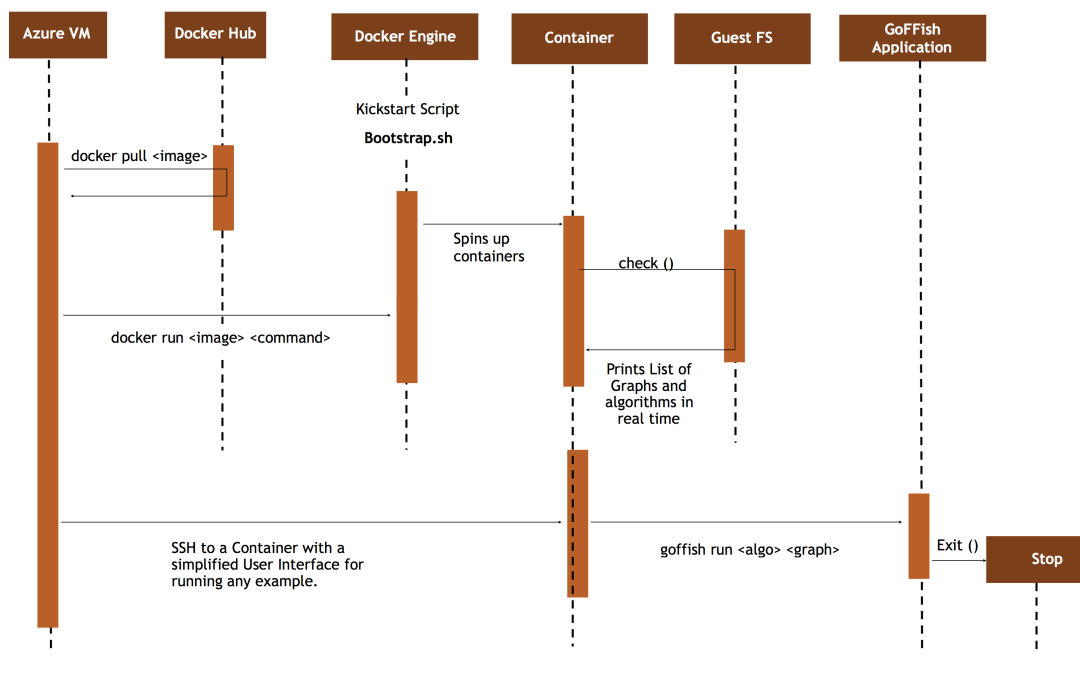 Azure VM
Docker Hub
Docker Engine
Container
Guest FS
GoFFish
Application
Kickstart Script
Bootstrap.sh
docker pull <image>
Spins up
containers
check ()
docker run <image> <command>
Prints List of
Graphs and
algorithms in
real time
SSH to a Container with a
simplified User Interface for
running any example.
goffish run <algo> <graph>
Exit ()
Stop